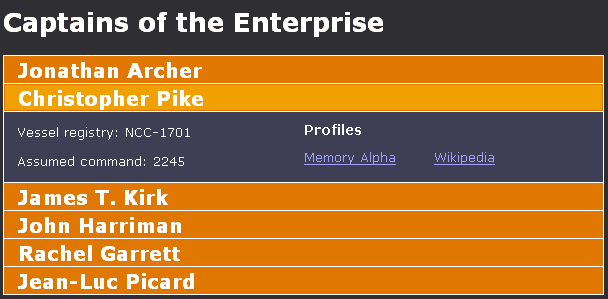 Captains of the Enterprise
Jonathan Archer
Christopher Pike
Vessel registry: NCC-1701
Assumed command: 2245
Profiles
Memory Alpha Wikipedia
James T. Kirk
John Harriman
Rachel Garrett
Jean-Luc Picard